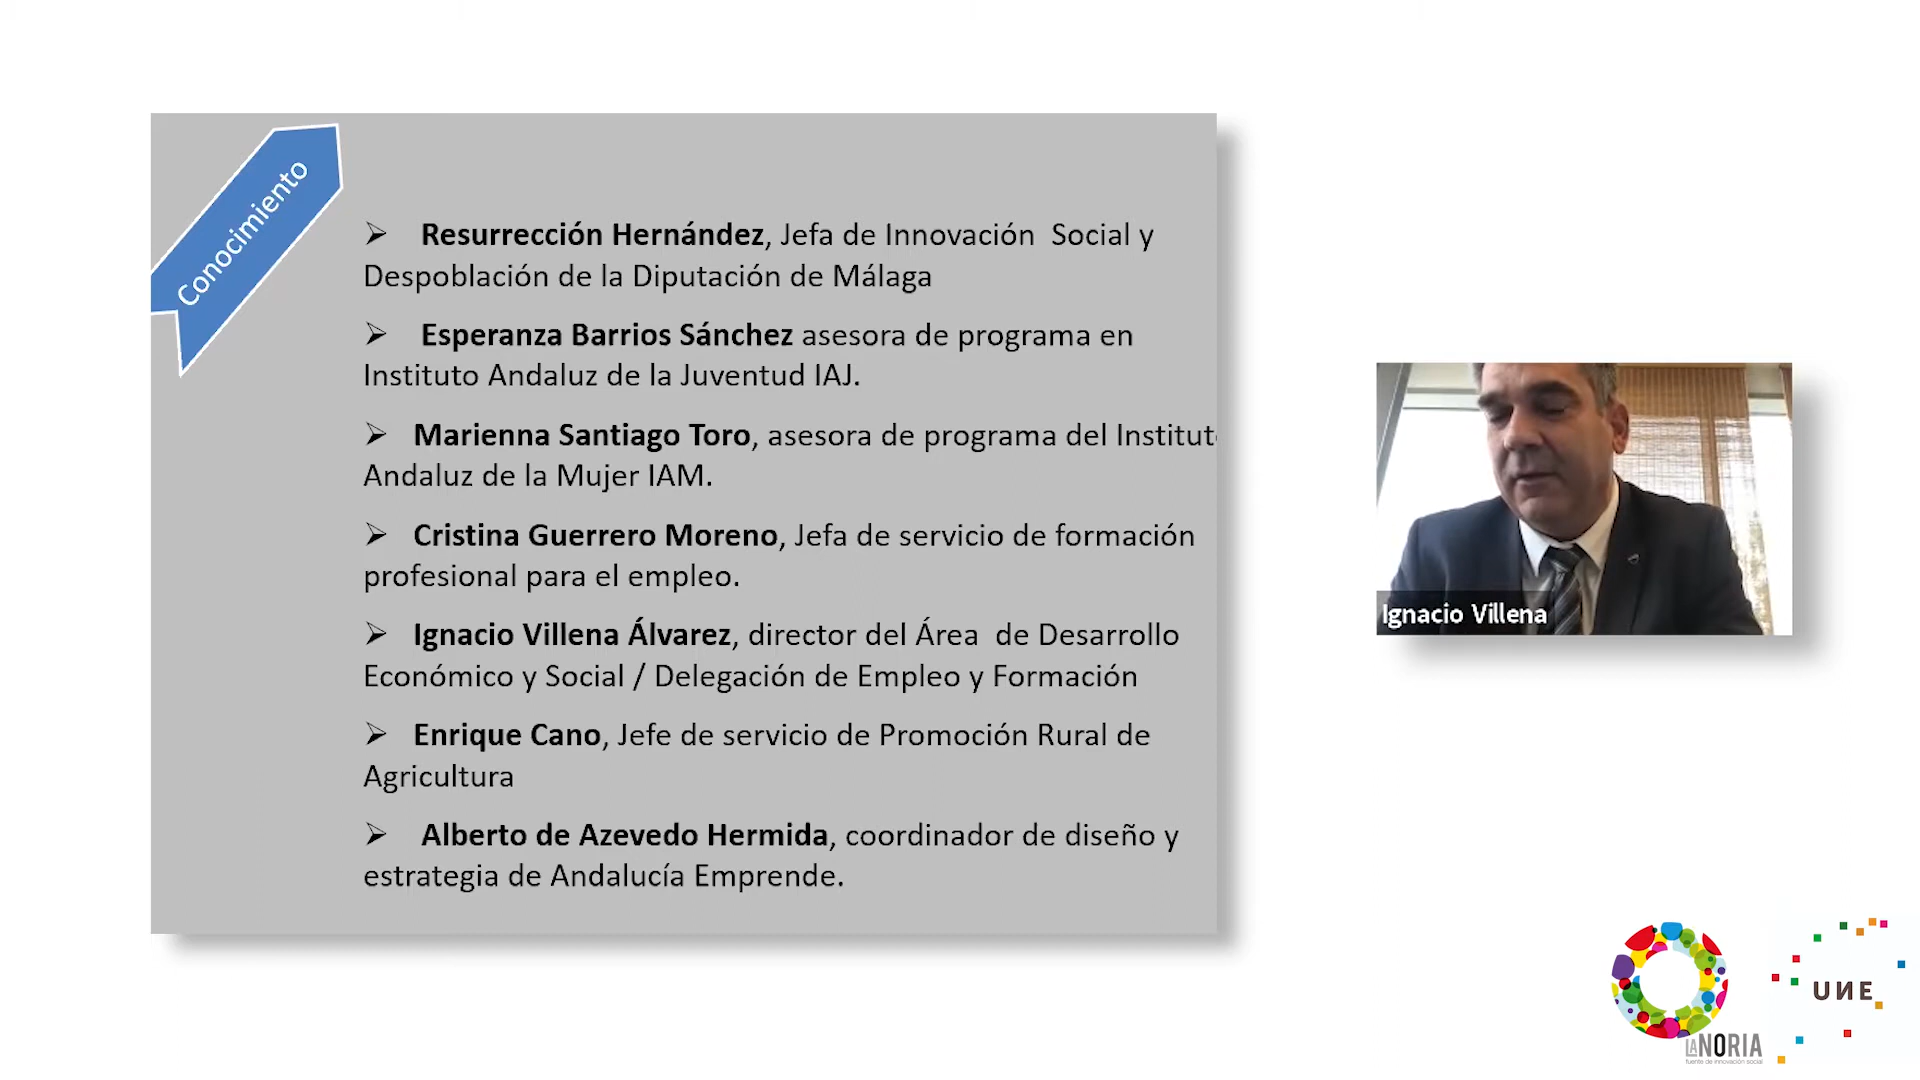 Conocimiento
➢ Resurrección Hernández, Jefa de Innovación Social y
Despoblación de la Diputación de Málaga
➢ Esperanza Barrios Sánchez asesora de programa en
Instituto Andaluz de la Juventud IAJ.
➢ Marienna Santiago Toro, asesora de programa del Institut
Andaluz de la Mujer IAM.
➢ Cristina Guerrero Moreno, Jefa de servicio de formación
profesional para el empleo.
➢ Ignacio Villena Álvarez, director del Área de Desarrollo
Económico y Social / Delegación de Empleo y Formación
➢ Enrique Cano, Jefe de servicio de Promoción Rural de
Agricultura
➢ Alberto de Azevedo Hermida, coordinador de diseño y
estrategia de Andalucía Emprende.
Ignacio Villena
LA NORIA
fuente de innovación social
UNE